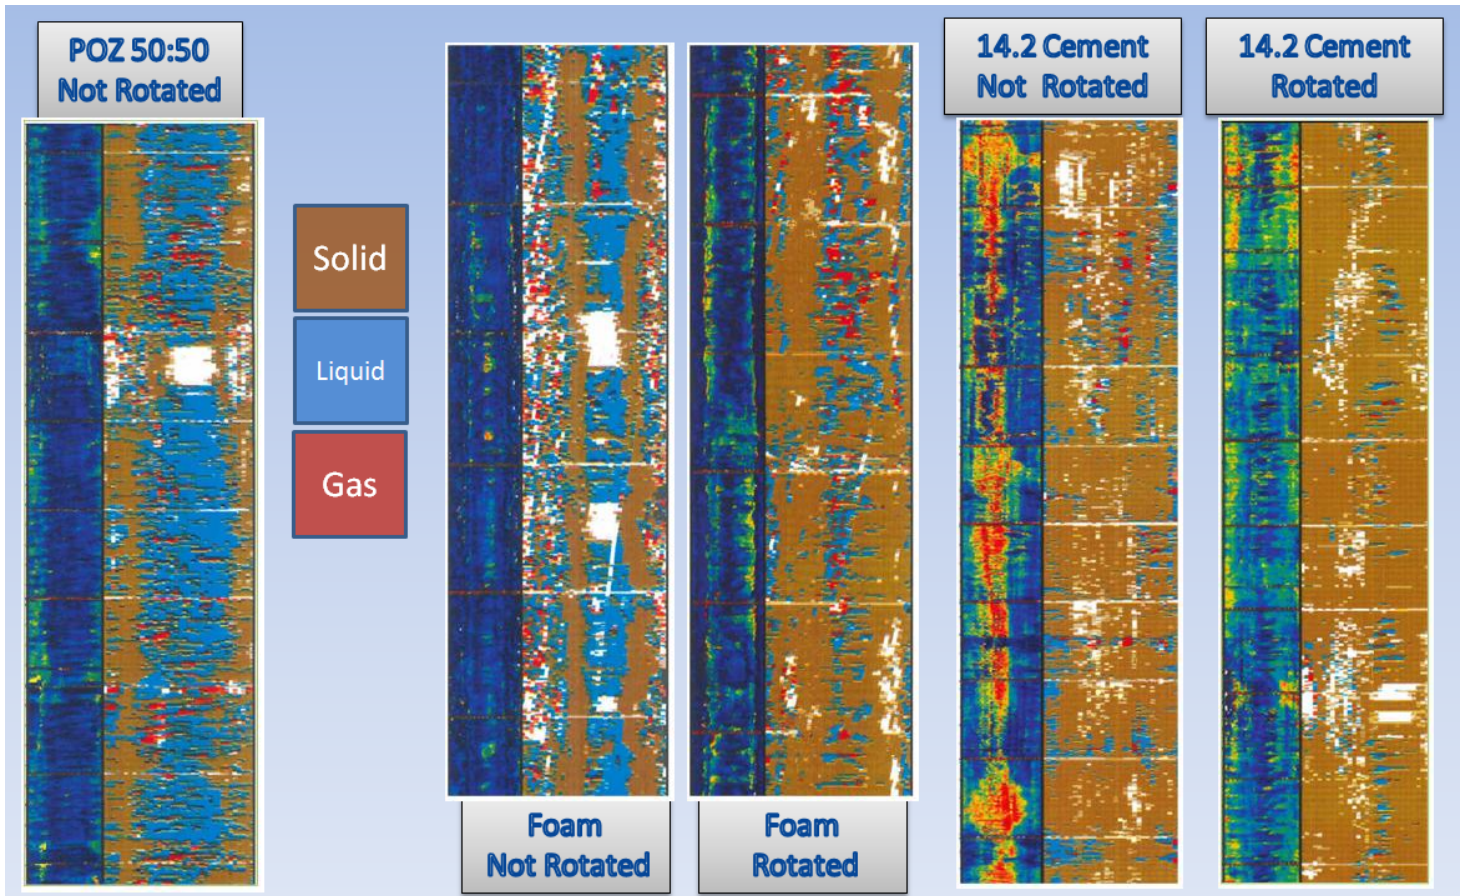 POZ 50:50
Not Rotated
Solid
Liquid
Gas
Foam
Not Rotated
Foam
Rotated
14.2 Cement
Not Rotated
14.2 Cement
Rotated